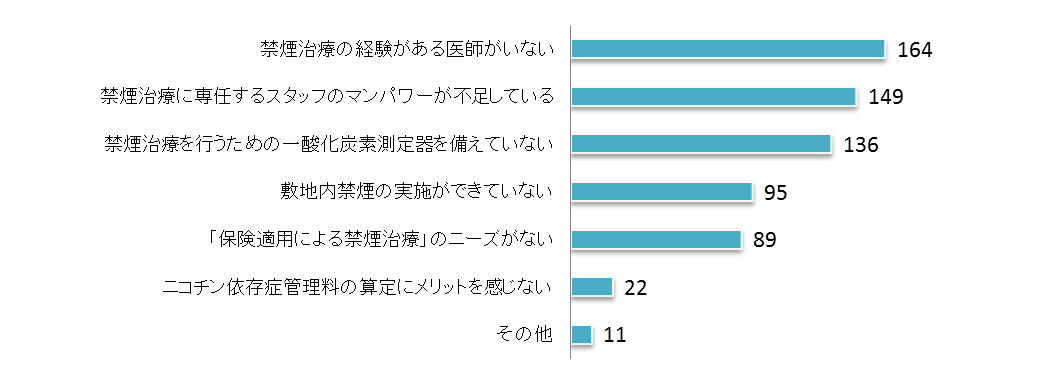 禁煙治療の経験がある医師がいない 164
禁煙治療に専任するスタッフのマンパワーが不足している 149
禁煙治療を行うための一酸化炭素測定器を備えていない 136
敷地内禁煙の実施ができていない 95
「保険適用による禁煙治療」のニーズがない 89
ニコチン依存症管理料の算定にメリットを感じない 22
その他 11